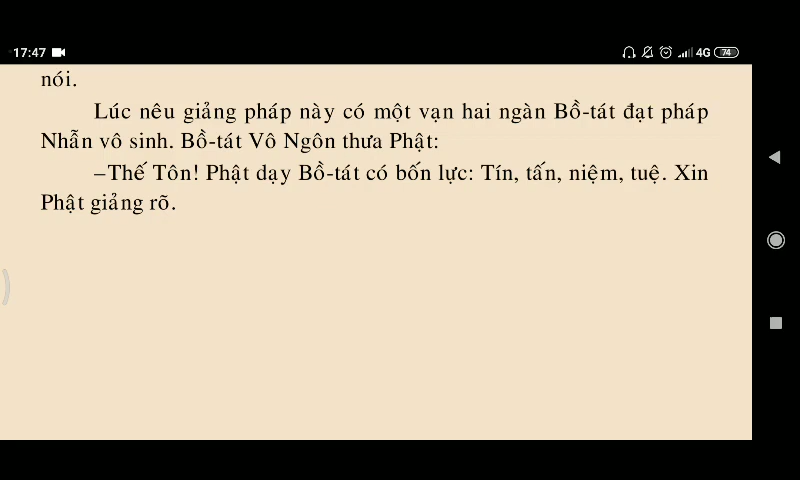 17:47 4G 74
nói.
Lúc nêu giảng pháp này có một vạn hai ngàn Bồ-tát đạt pháp
Nhẫn vô sinh. Bồ-tát Vô Ngôn thưa Phật:
–Thế Tôn! Phật dạy Bồ-tát có bốn lực: Tín, tấn, niệm, tuệ. Xin
Phật giảng rõ.